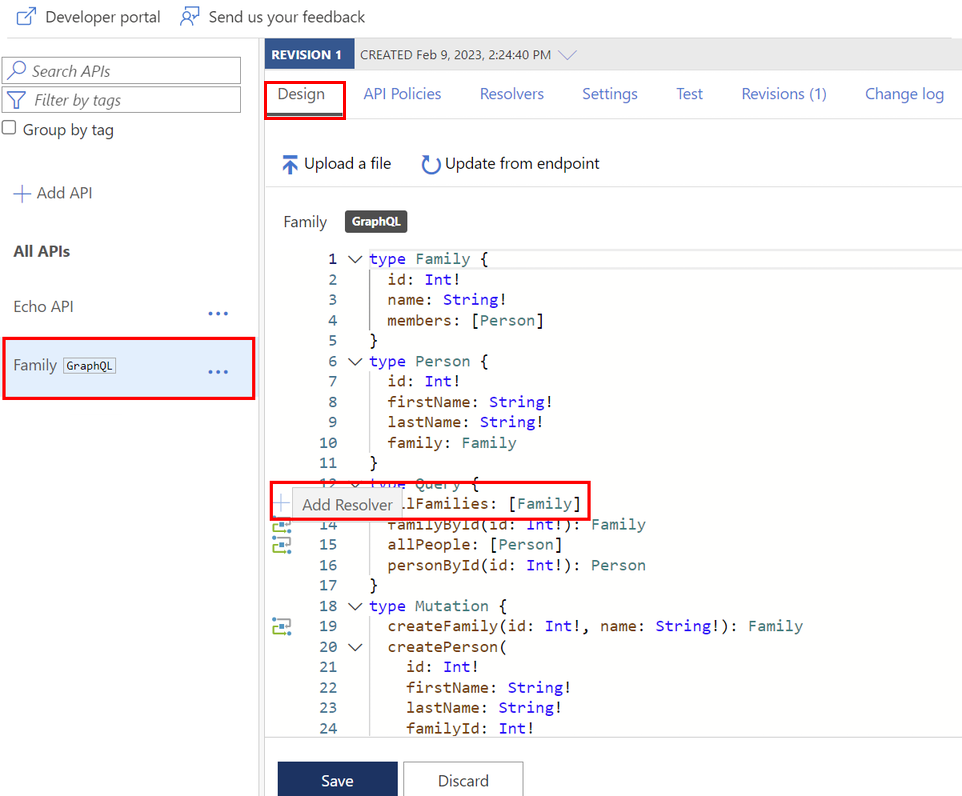 Developer portal Send us your feedback
REVISION 1 CREATED Feb 9, 2023, 2:24:40 PM
Search APIs
Filter by tags
Group by tag
Add API
All APIs
Echo API ...
Family GraphQL ...
Design API Policies Resolvers Settings Test Revisions (1) Change log
Upload a file Update from endpoint
Family GraphQL
1 type Family {
2 id: Int!
3 name: String!
4 members: [Person]
5 }
6 type Person {
7 id: Int!
8 firstName: String!
9 lastName: String!
10 family: Family
11 }
12 type Query {
Add Resolver llFamilies: [Family]
14 familyById(id: Int!): Family
15 allPeople: [Person]
16 personById(id: Int!): Person
17 }
18 type Mutation {
19 createFamily(id: Int!, name: String!): Family
20 createPerson(
21 id: Int!
22 firstName: String!
23 lastName: String!
24 familyId: Int!
Save Discard